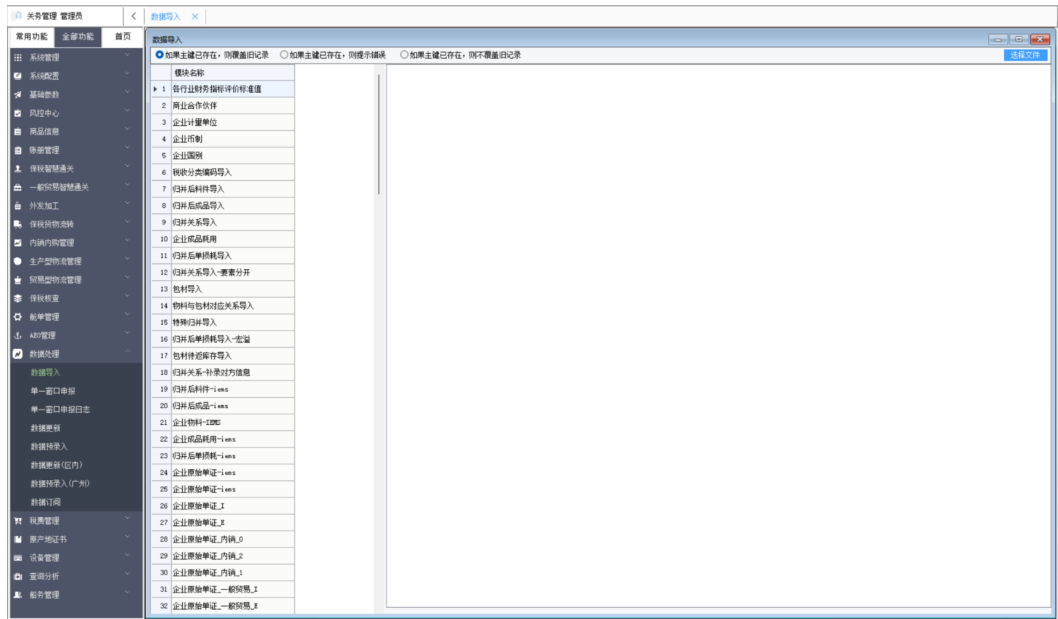 关务管理 管理员
数据导入
常用功能 全部功能 首页
系统管理
系统配置
基础参数
风控中心
商品信息
账册管理
保税智慧通关
一般贸易智慧通关
外发加工
保税货物流转
内销内购管理
生产型物流管理
贸易型物流管理
保税核查
舱单管理
AEO管理
数据处理
数据导入
单一窗口申报
单一窗口申报日志
数据更新
数据预录入
数据更新(区内)
数据预录入(广州)
数据订阅
税费管理
原产地证书
设备管理
查询分析
船务管理
数据导入
如果主键已存在，则覆盖旧记录 如果主键已存在，则提示错误 如果主键已存在，则不覆盖旧记录 选择文件
模块名称
1 各行业财务指标评价标准值
2 商业合作伙伴
3 企业计量单位
4 企业币制
5 企业国别
6 税收分类编码导入
7 归并后料件导入
8 归并后成品导入
9 归并关系导入
10 企业成品耗用
11 归并后单损耗导入
12 归并关系导入-要素分开
13 包材导入
14 物料与包材对应关系导入
15 特殊归并导入
16 归并后单损耗导入-宏溢
17 包材待返库存导入
18 归并关系-补录对方信息
19 归并后料件-iems
20 归并后成品-iems
21 企业物料-IEMS
22 企业成品耗用-iems
23 归并后单损耗-iems
24 企业原始单证-iems
25 企业原始单证-iems
26 企业原始单证_I
27 企业原始单证_E
28 企业原始单证_内销_0
29 企业原始单证_内销_2
30 企业原始单证_内销_1
31 企业原始单证_一般贸易_I
32 企业原始单证_一般贸易_E